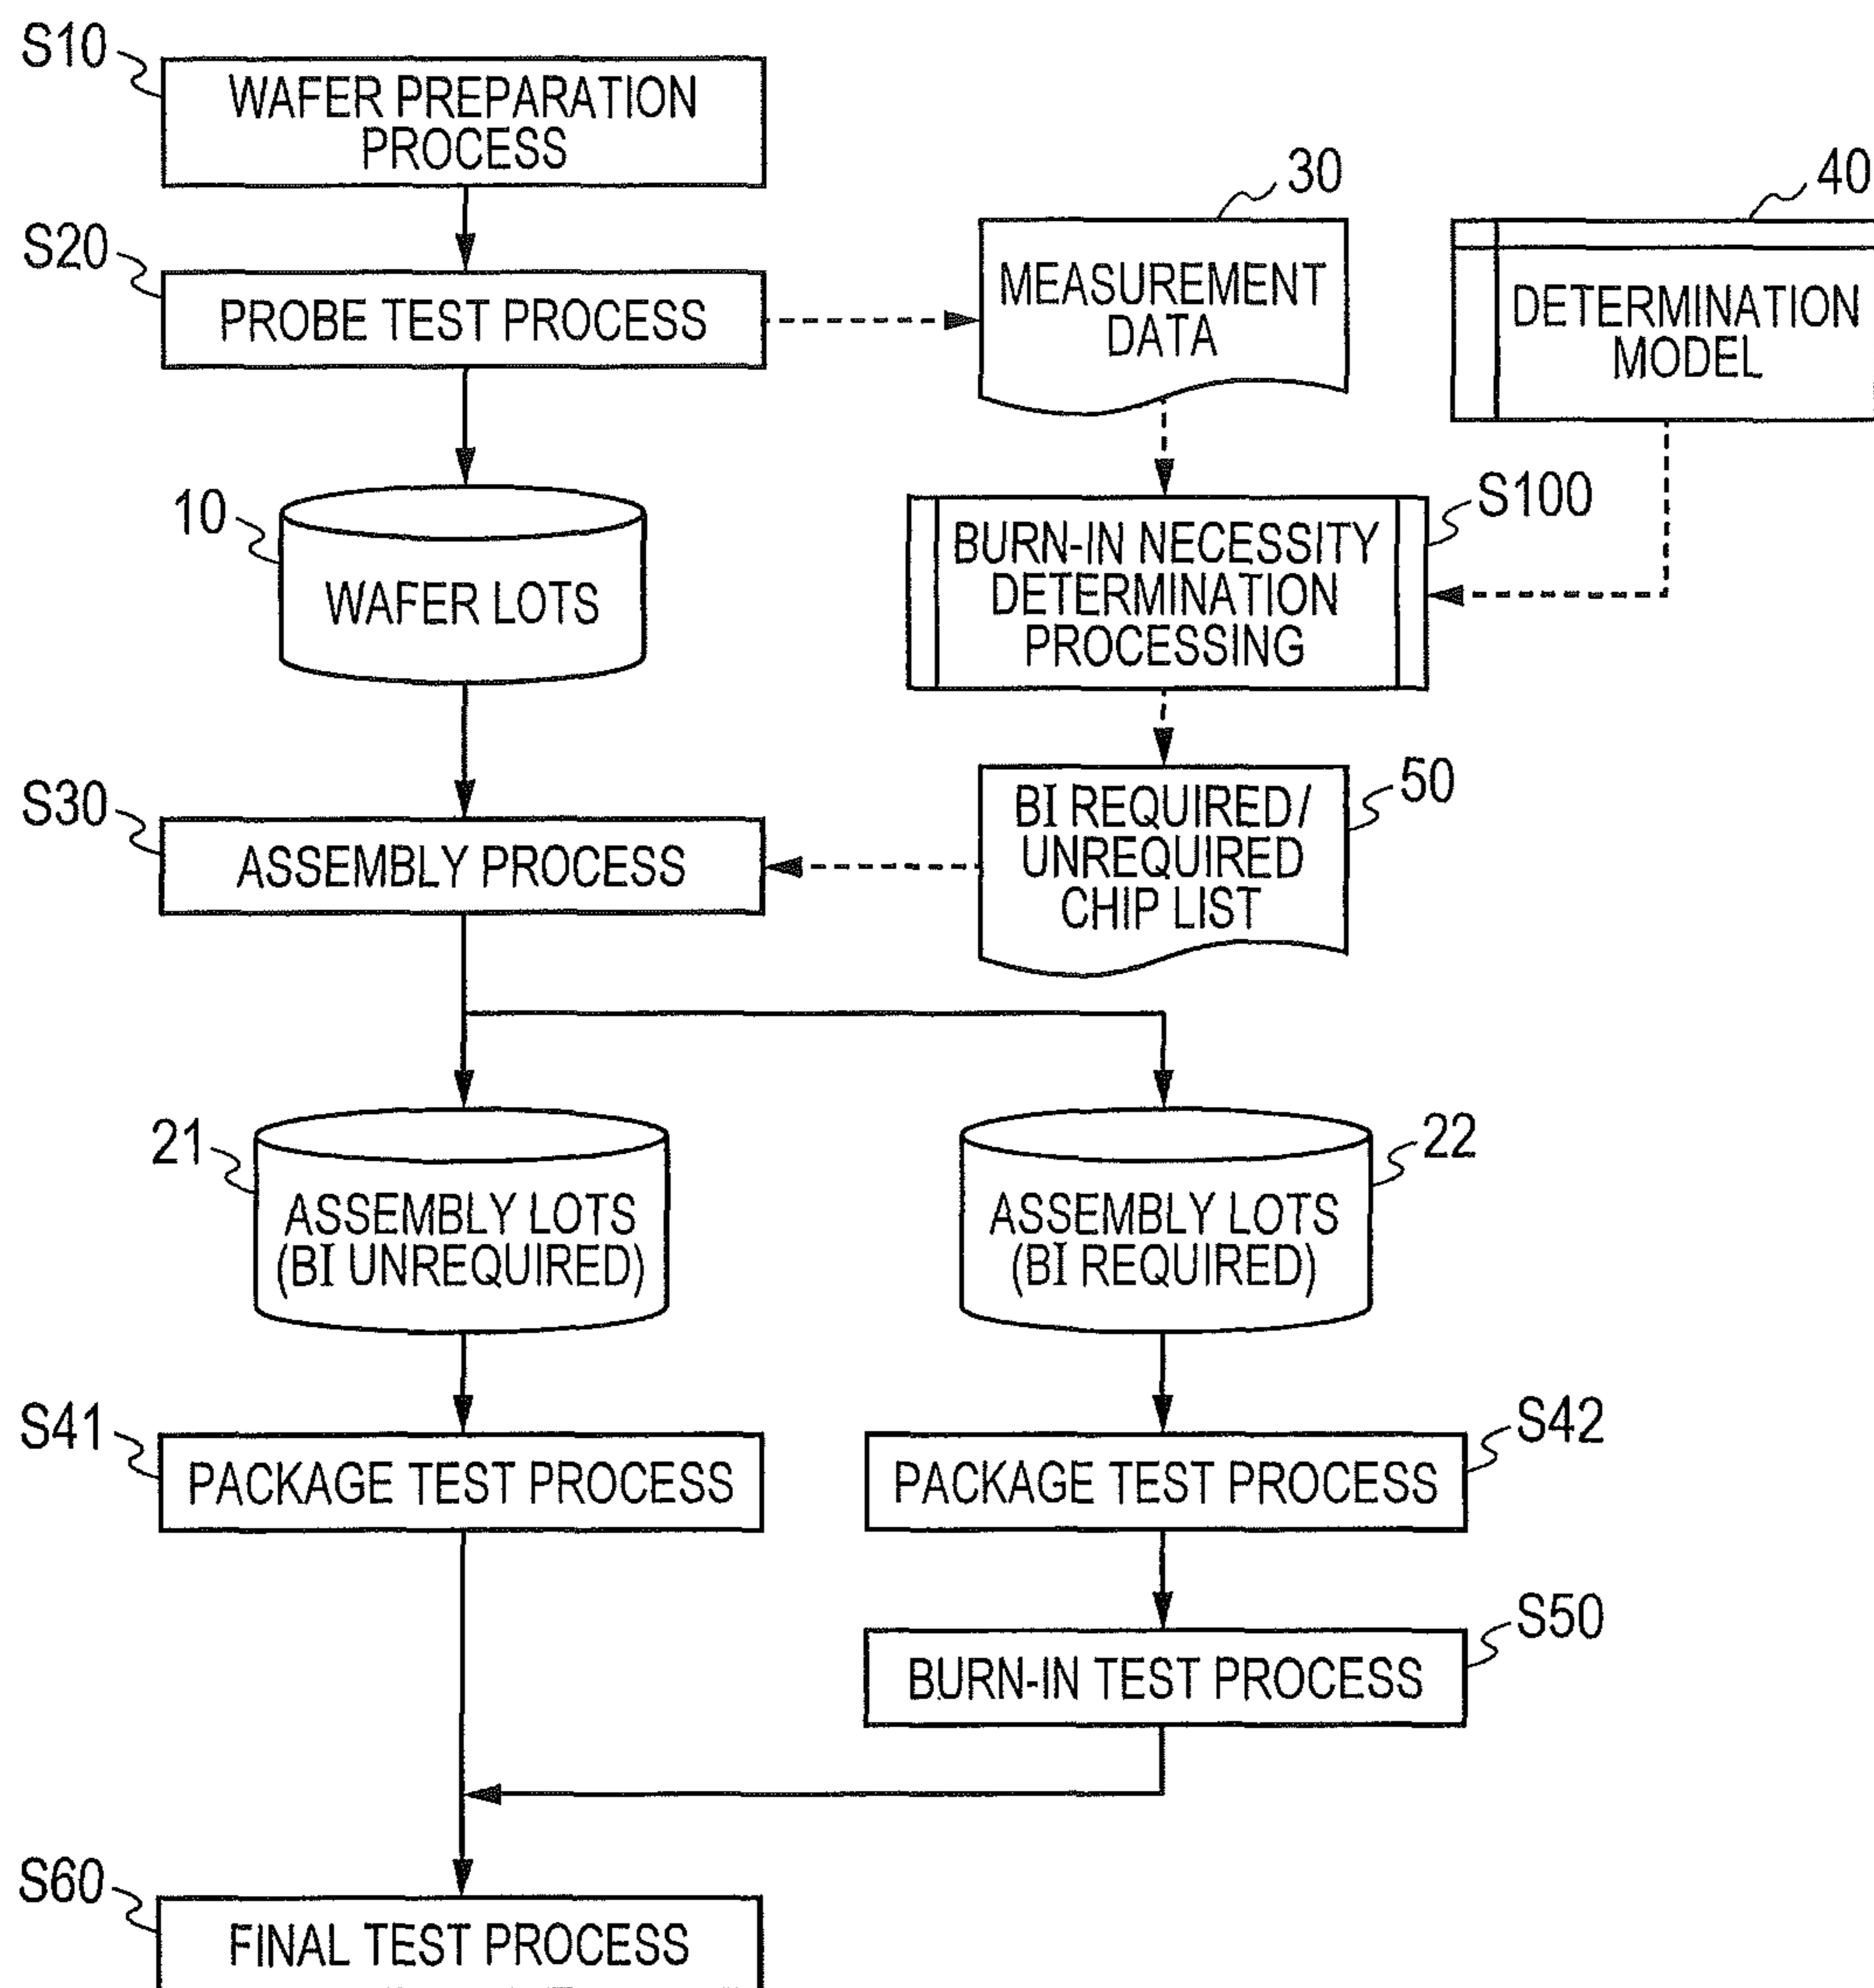 S10
WAFER PREPARATION
PROCESS
S20
PROBE TEST PROCESS
30
MEASUREMENT
DATA
40
DETERMINATION
MODEL
10
WAFER LOTS
S100
BURN-IN NECESSITY
DETERMINATION
PROCESSING
S30
ASSEMBLY PROCESS
50
BI REQUIRED/
UNREQUIRED
CHIP LIST
21
ASSEMBLY LOTS
(BI UNREQUIRED)
22
ASSEMBLY LOTS
(BI REQUIRED)
S41
PACKAGE TEST PROCESS
S42
PACKAGE TEST PROCESS
S50
BURN-IN TEST PROCESS
S60
FINAL TEST PROCESS